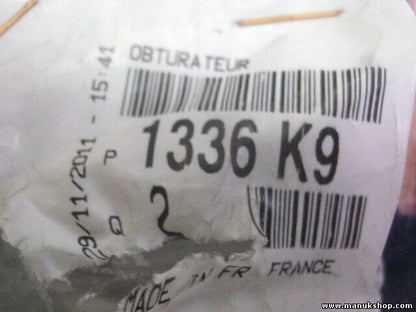 OBTURATEUR
29/11/2011 - 15:41
P 1336 K9
Q 2
MADE IN FR FRANCE
www.manukshop.com